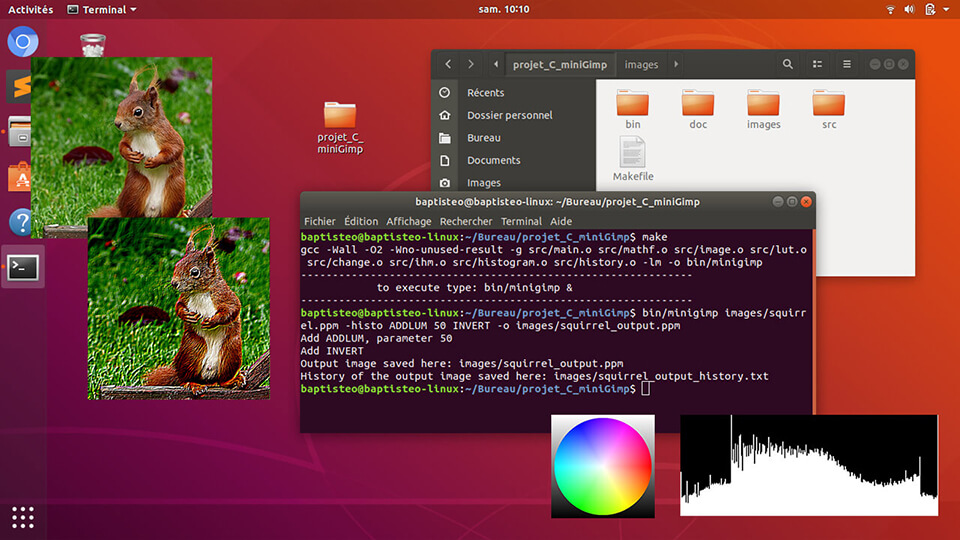 Activités
Terminal
sam. 10:10
projet_C_
miniGimp
projet_C_miniGimp
images
Récents
Dossier personnel
Bureau
Documents
Images
bin
doc
images
src
Makefile
baptisteo@baptisteo-linux: ~/Bureau/projet_C_miniGimp
Fichier Édition Affichage Rechercher Terminal Aide
baptisteo@baptisteo-linux:~/Bureau/projet_C_miniGimp$ make
gcc -Wall -O2 -Wno-unused-result -g src/main.o src/mathf.o src/image.o src/lut.o
src/change.o src/ihm.o src/histogram.o src/history.o -lm -o bin/minigimp
--------------------------------------------------------------
to execute type: bin/minigimp &
--------------------------------------------------------------
baptisteo@baptisteo-linux:~/Bureau/projet_C_miniGimp$ bin/minigimp images/squirr
el.ppm -histo ADDLUM 50 INVERT -o images/squirrel_output.ppm
Add ADDLUM, parameter 50
Add INVERT
Output image saved here: images/squirrel_output.ppm
History of the output image saved here: images/squirrel_output_history.txt
baptisteo@baptisteo-linux:~/Bureau/projet_C_miniGimp$